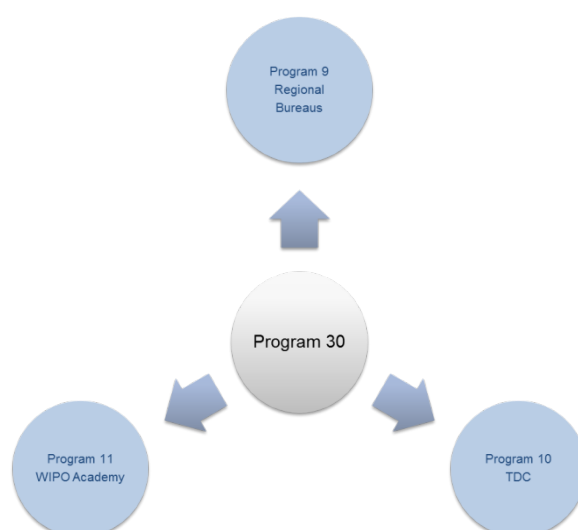 Program 9
Regional
Bureaus
Program 30
Program 11
WIPO Academy
Program 10
TDC